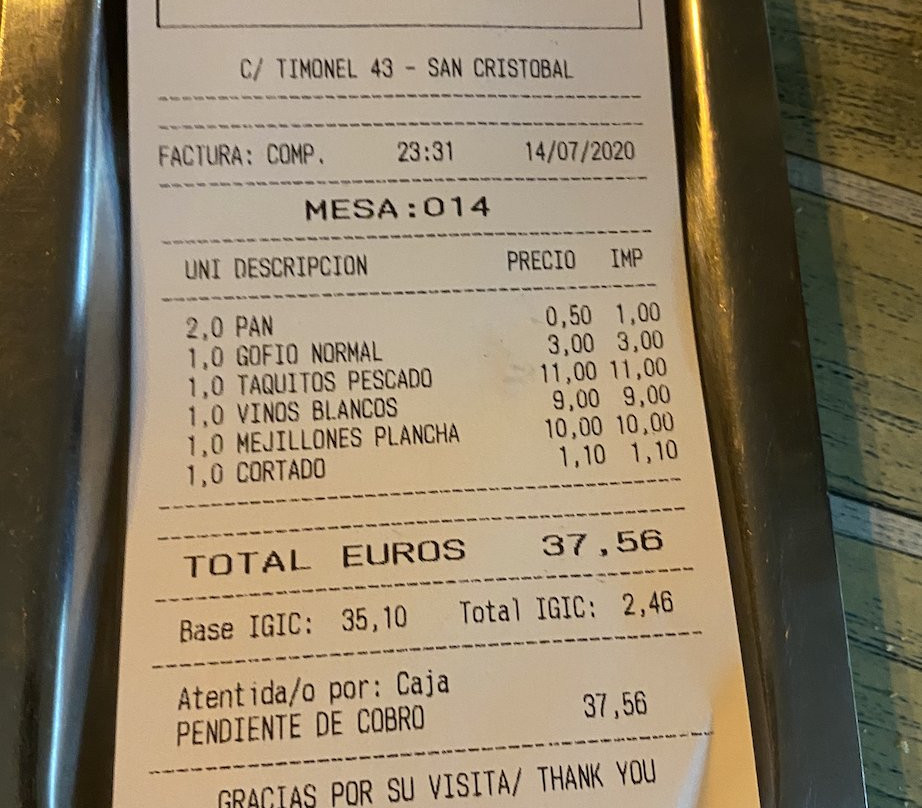 C/ TIMONEL 43 - SAN CRISTOBAL
FACTURA: COMP. 23:31 14/07/2020
MESA:014
UNI DESCRIPCION PRECIO IMP
2,0 PAN 0,50 1,00
1,0 GOFIO NORMAL 3,00 3,00
1,0 TAQUITOS PESCADO 11,00 11,00
1,0 VINOS BLANCOS 9,00 9,00
1,0 MEJILLONES PLANCHA 10,00 10,00
1,0 CORTADO 1,10 1,10
TOTAL EUROS 37,56
Base IGIC: 35,10 Total IGIC: 2,46
Atentida/o por: Caja
PENDIENTE DE COBRO 37,56
GRACIAS POR SU VISITA/ THANK YOU